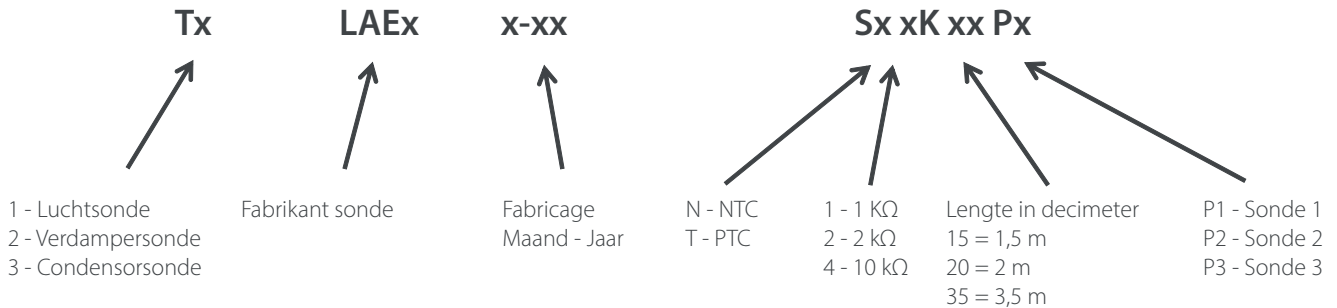 Tx LAEx x-xx Sx xK xx Px
1 - Luchtsonde
2 - Verdampersonde
3 - Condensorsonde
Fabrikant sonde
Fabricage
Maand - Jaar
N - NTC
T - PTC
1 - 1 KΩ
2 - 2 kΩ
4 - 10 kΩ
Lengte in decimeter
15 = 1,5 m
20 = 2 m
35 = 3,5 m
P1 - Sonde 1
P2 - Sonde 2
P3 - Sonde 3